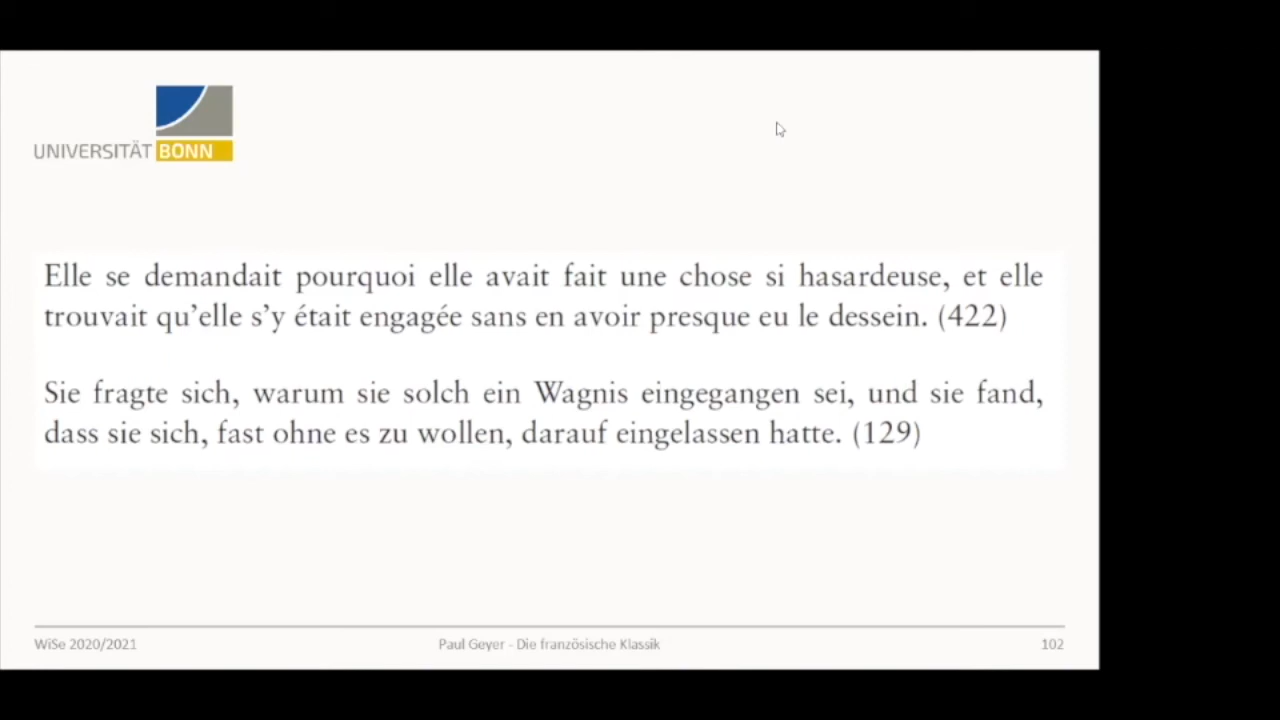 UNIVERSITÄT BONN
Elle se demandait pourquoi elle avait fait une chose si hasardeuse, et elle
trouvait qu’elle s’y était engagée sans en avoir presque eu le dessein. (422)
Sie fragte sich, warum sie solch ein Wagnis eingegangen sei, und sie fand,
dass sie sich, fast ohne es zu wollen, darauf eingelassen hatte. (129)
WiSe 2020/2021
Paul Geyer - Die französische Klassik
102